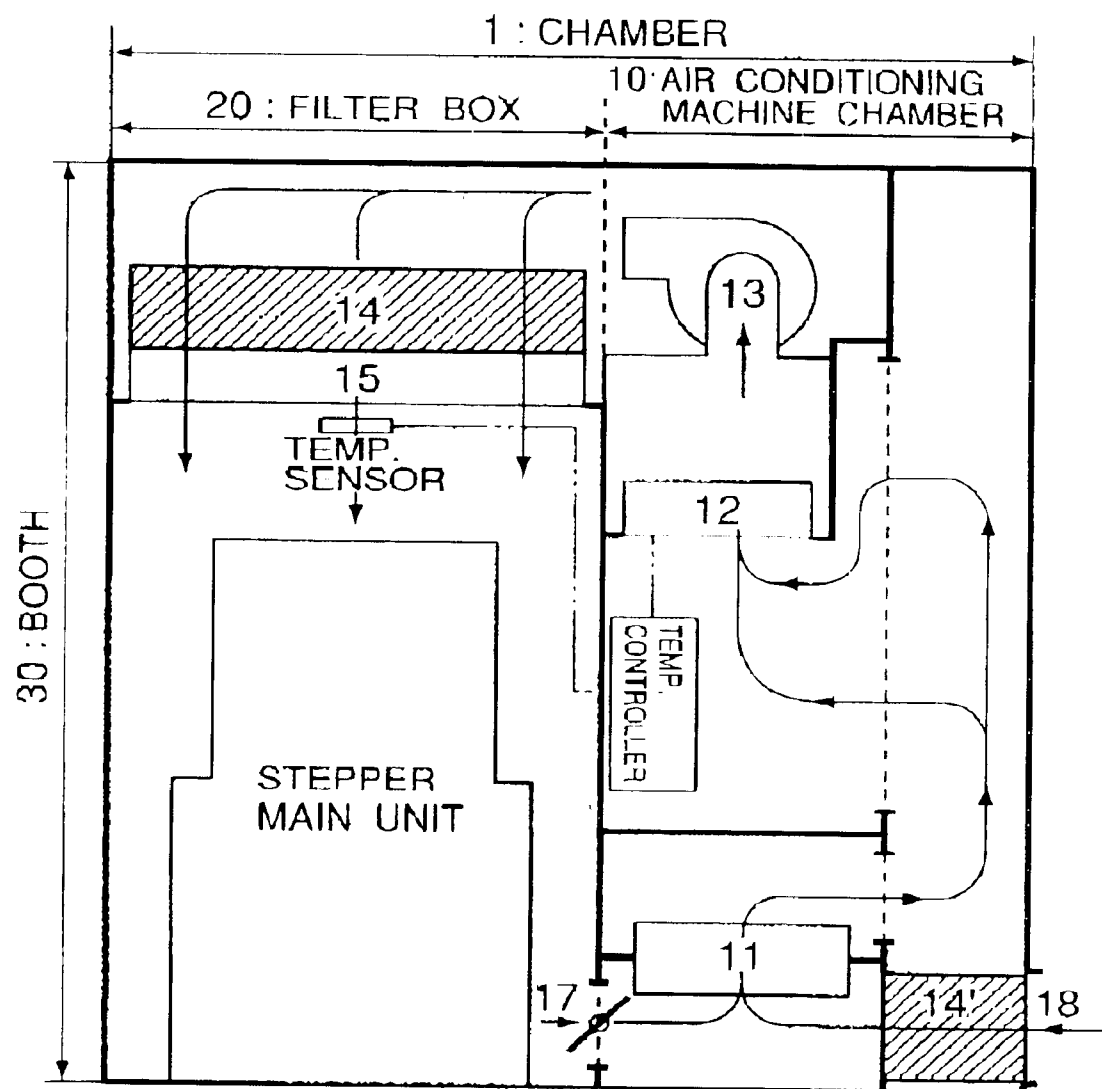 1 : CHAMBER
20 : FILTER BOX
10 : AIR CONDITIONING
MACHINE CHAMBER
13
14
15
TEMP.
SENSOR
12
30 : BOOTH
TEMP.
CONTROLLER
STEPPER
MAIN UNIT
11
17
14'
18